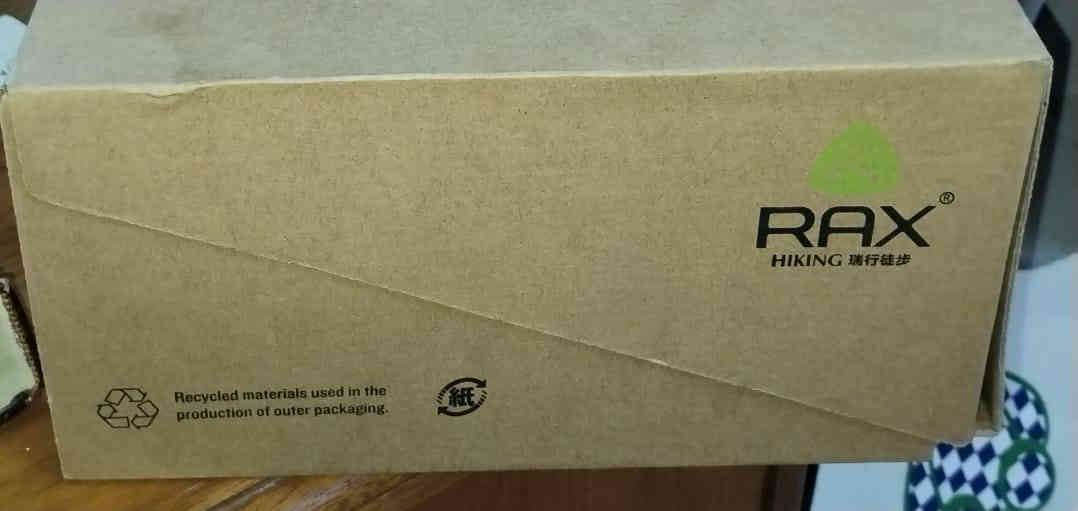 RAX®
HIKING 瑞行徒步
Recycled materials used in the
production of outer packaging.
紙